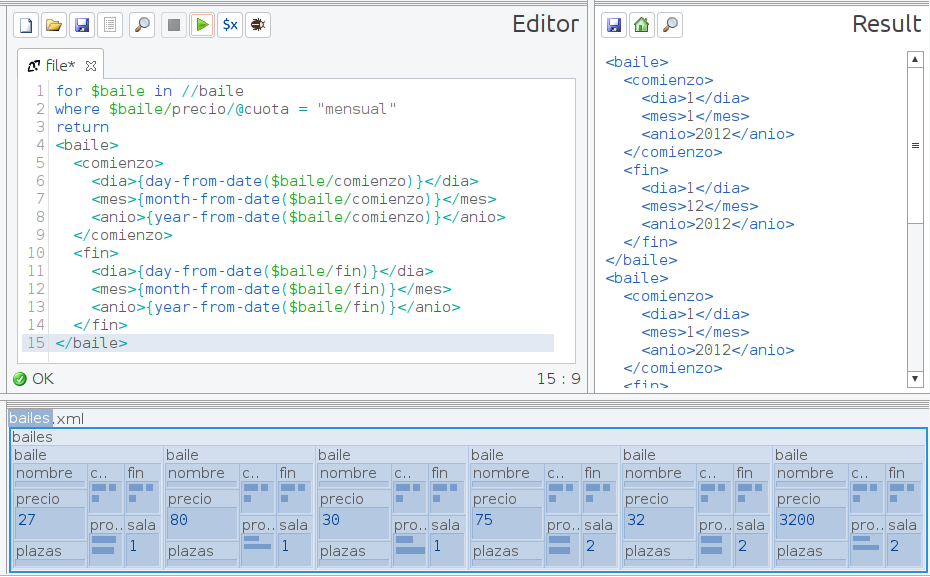 Editor
file*
1 for $baile in //baile
2 where $baile/precio/@cuota = "mensual"
3 return
4 <baile>
5   <comienzo>
6     <dia>{day-from-date($baile/comienzo)}</dia>
7     <mes>{month-from-date($baile/comienzo)}</mes>
8     <anio>{year-from-date($baile/comienzo)}</anio>
9   </comienzo>
10   <fin>
11     <dia>{day-from-date($baile/fin)}</dia>
12     <mes>{month-from-date($baile/fin)}</mes>
13     <anio>{year-from-date($baile/fin)}</anio>
14   </fin>
15 </baile>
OK 15 : 9
$x
Result
<baile>
  <comienzo>
    <dia>1</dia>
    <mes>1</mes>
    <anio>2012</anio>
  </comienzo>
  <fin>
    <dia>1</dia>
    <mes>12</mes>
    <anio>2012</anio>
  </fin>
</baile>
<baile>
  <comienzo>
    <dia>1</dia>
    <mes>1</mes>
    <anio>2012</anio>
  </comienzo>
  <fin>
bailes.xml
bailes
baile baile baile baile baile baile
nombre c.. fin nombre c.. fin nombre c.. fin nombre c.. fin nombre c.. fin nombre c.. fin
precio precio precio precio precio precio
27 80 30 75 32 3200
pro.. sala pro.. sala pro.. sala pro.. sala pro.. sala pro.. sala
plazas 1 plazas 1 plazas 1 plazas 2 plazas 2 plazas 2